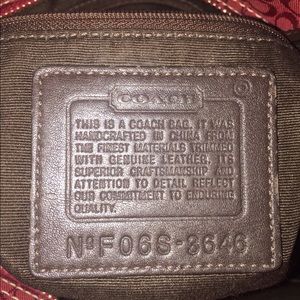 COACH
THIS IS A COACH BAG. IT WAS
HANDCRAFTED IN CHINA FROM
THE FINEST MATERIALS TRIMMED
WITH GENUINE LEATHER. ITS
SUPERIOR CRAFTSMANSHIP AND
ATTENTION TO DETAIL REFLECT
OUR COMMITMENT TO ENDURING
QUALITY.
Nº F06S-3646